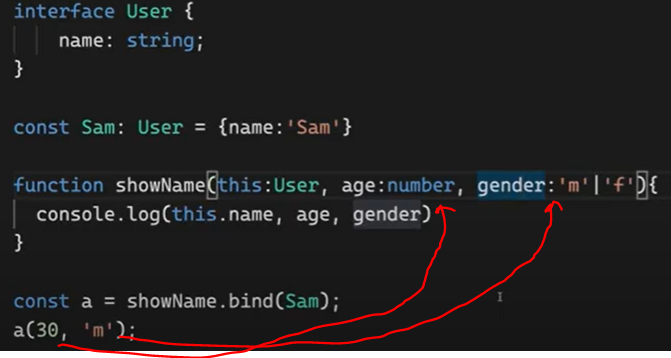 interface User {
name: string;
}
const Sam: User = {name:'Sam'}
function showName(this:User, age:number, gender:'m'|'f'){
console.log(this.name, age, gender)
}
const a = showName.bind(Sam);
a(30, 'm');